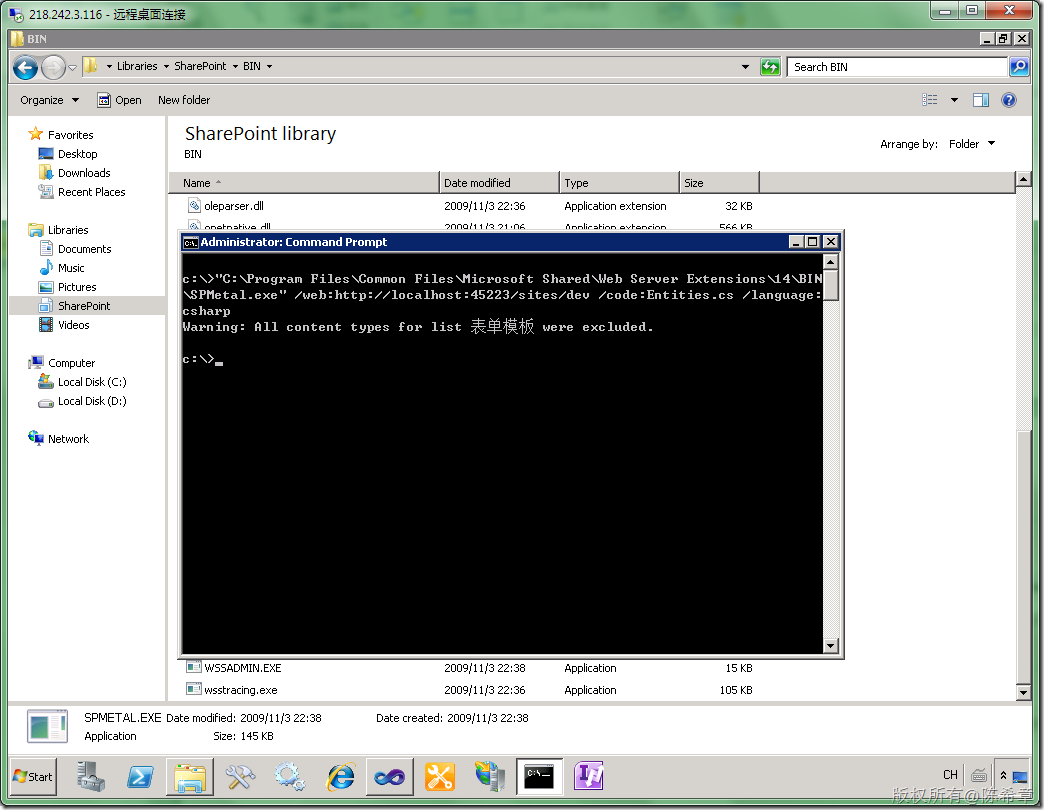 218.242.3.116 - 远程桌面连接
BIN
Libraries SharePoint BIN
Search BIN
Organize Open New folder
SharePoint library
BIN
Arrange by: Folder
Favorites
Desktop
Downloads
Recent Places
Libraries
Documents
Music
Pictures
SharePoint
Videos
Computer
Local Disk (C:)
Local Disk (D:)
Network
Name Date modified Type Size
oleparser.dll 2009/11/3 22:36 Application extension 32 KB
opetnative.dll 2009/11/3 21:06 Application extension 566 KB
Administrator: Command Prompt
c:\>"C:\Program Files\Common Files\Microsoft Shared\Web Server Extensions\14\BIN
\SPMetal.exe" /web:http://localhost:45223/sites/dev /code:Entities.cs /language:
csharp
Warning: All content types for list 表单模板 were excluded.
c:\>_
WSSADMIN.EXE 2009/11/3 22:38 Application 15 KB
wsstracing.exe 2009/11/3 22:36 Application 105 KB
SPMETAL.EXE Date modified: 2009/11/3 22:38 Date created: 2009/11/3 22:38
Application Size: 145 KB
Start
CH
版权所有@陈希章